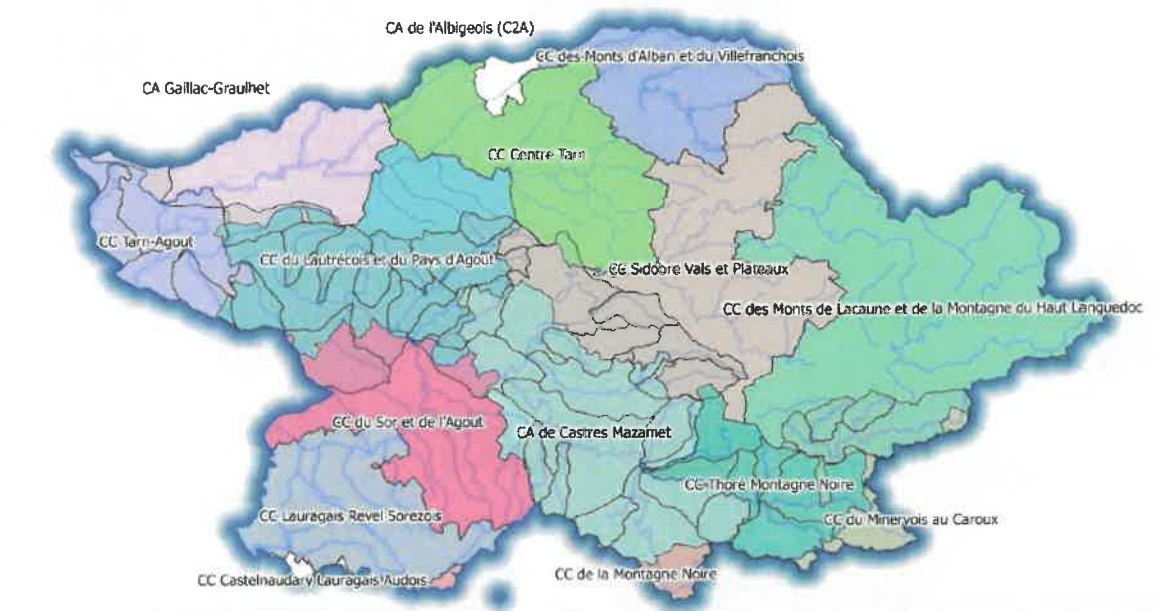 CA de l'Albigeois (C2A)
CC des Monts d'Alban et du Villefranchois
CA Gaillac-Graulhet
CC Centre Tarn
CC Tarn-Agout
CC du Lautrécois et du Pays d'Agout
CC Sidobre Vals et Plateaux
CC des Monts de Lacaune et de la Montagne du Haut Languedoc
CC du Sor et de l'Agout
CA de Castres Mazamet
CC Thoré Montagne Noire
CC Lauragais Revel Sorezois
CC du Minervois au Caroux
CC Castelnaudary Lauragais Audois
CC de la Montagne Noire